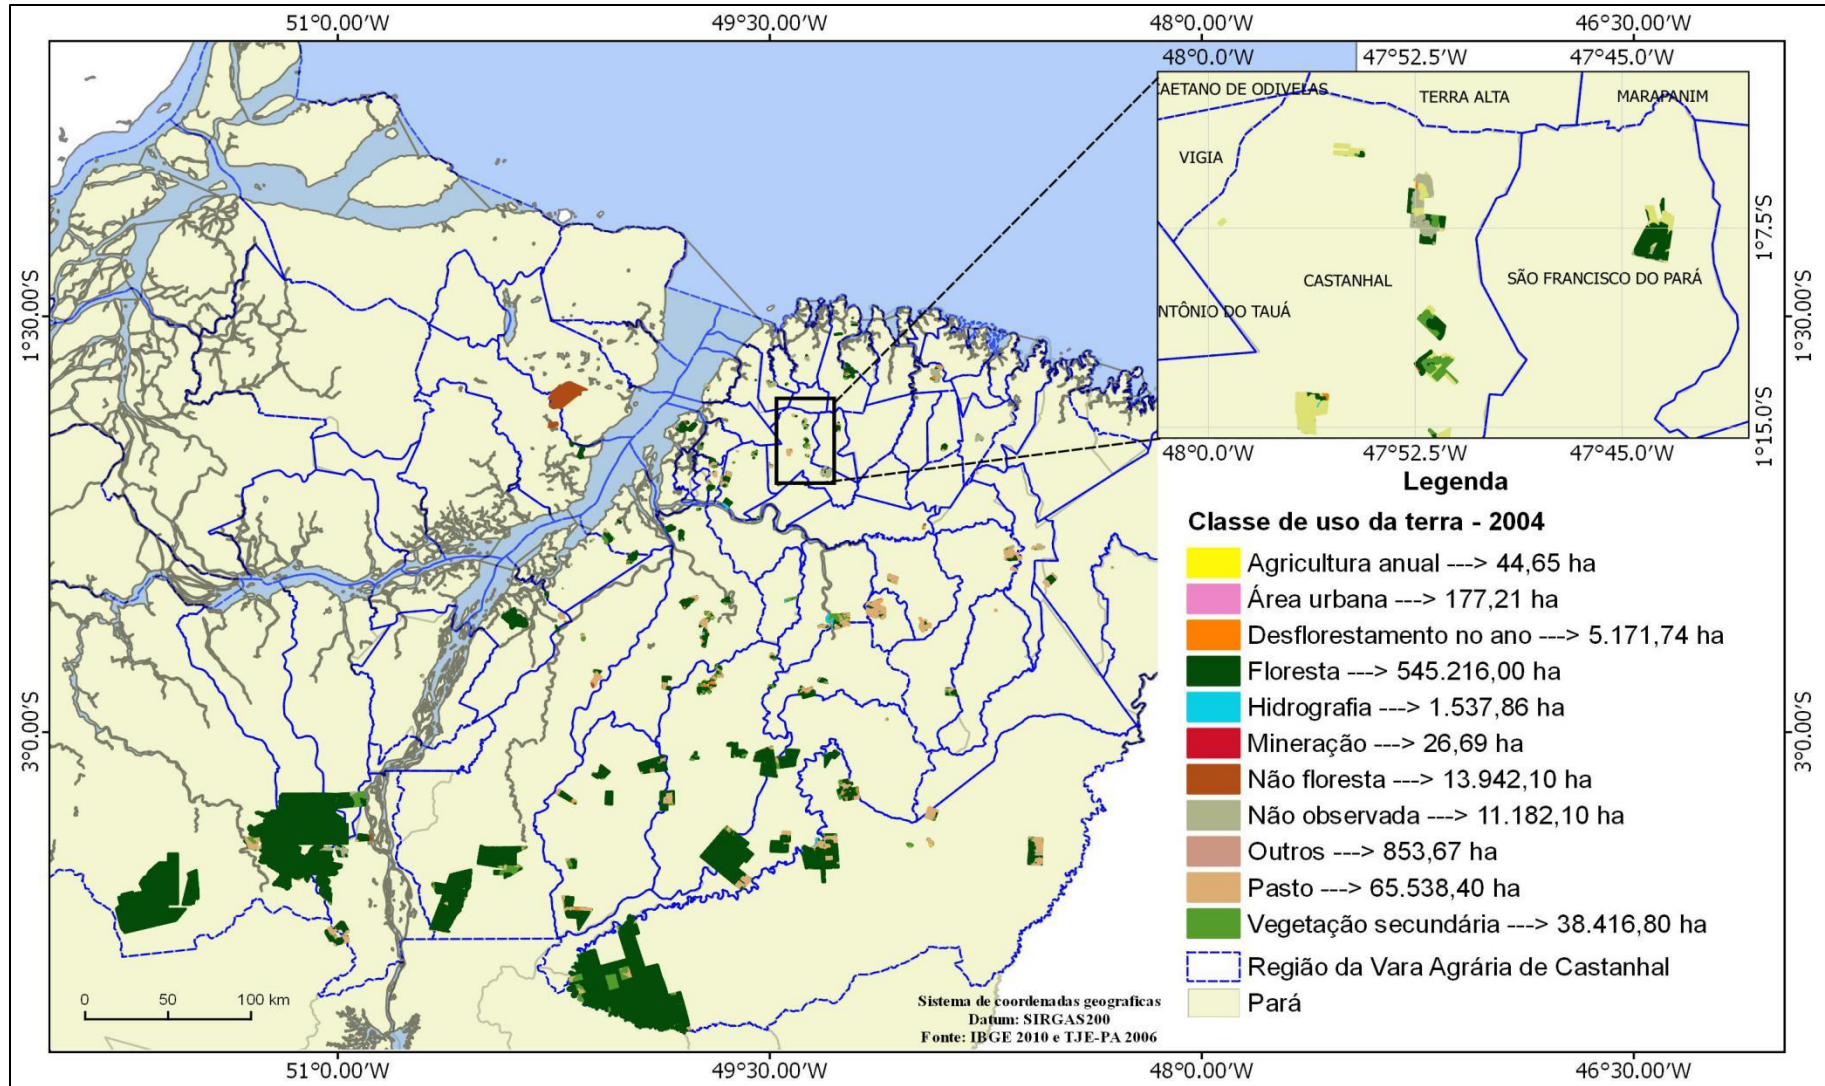 51°0.00′W
49°30.00′W
48°0.00′W
46°30.00′W
48°0.0′W
47°52.5′W
47°45.0′W
AETANO DE ODIVELAS
TERRA ALTA
MARAPANIM
VIGIA
1°7.5′S
CASTANHAL
SÃO FRANCISCO DO PARÁ
NTÔNIO DO TAUÁ
1°30.00′S
1°30.00′S
1°15.0′S
48°0.0′W
47°52.5′W
47°45.0′W
Legenda
Classe de uso da terra - 2004
Agricultura anual ---> 44,65 ha
Área urbana ---> 177,21 ha
Desflorestamento no ano ---> 5.171,74 ha
Floresta ---> 545.216,00 ha
Hidrografia ---> 1.537,86 ha
3°0.00′S
3°0.00′S
Mineração ---> 26,69 ha
Não floresta ---> 13.942,10 ha
Não observada ---> 11.182,10 ha
Outros ---> 853,67 ha
Pasto ---> 65.538,40 ha
Vegetação secundária ---> 38.416,80 ha
Região da Vara Agrária de Castanhal
Pará
0 50 100 km
Sistema de coordenadas geograficas
Datum: SIRGAS200
Fonte: IBGE 2010 e TJE-PA 2006
51°0.00′W
49°30.00′W
48°0.00′W
46°30.00′W